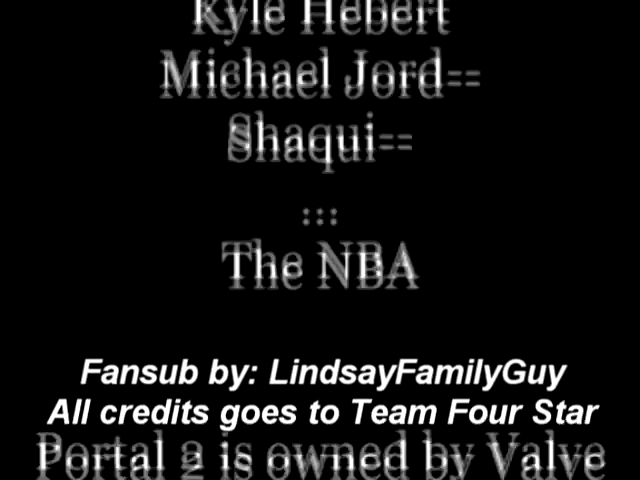 Kyle Hebert
Michael Jord--
Shaqui--
...
The NBA
Fansub by: LindsayFamilyGuy
All credits goes to Team Four Star
Portal 2 is owned by Valve